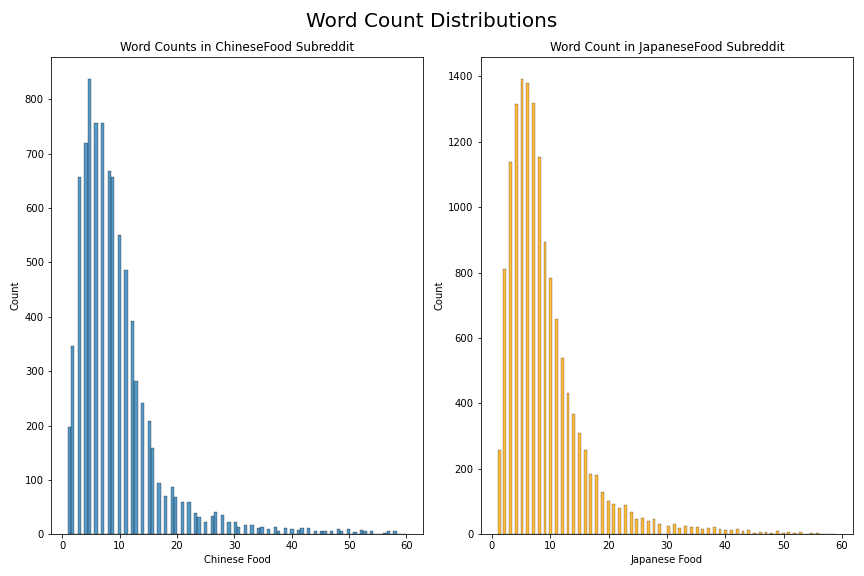 Word Count Distributions
Word Counts in ChineseFood Subreddit
Count
800
700
600
500
400
300
200
100
0
0 10 20 30 40 50 60
Chinese Food
Word Count in JapaneseFood Subreddit
Count
1400
1200
1000
800
600
400
200
0
0 10 20 30 40 50 60
Japanese Food